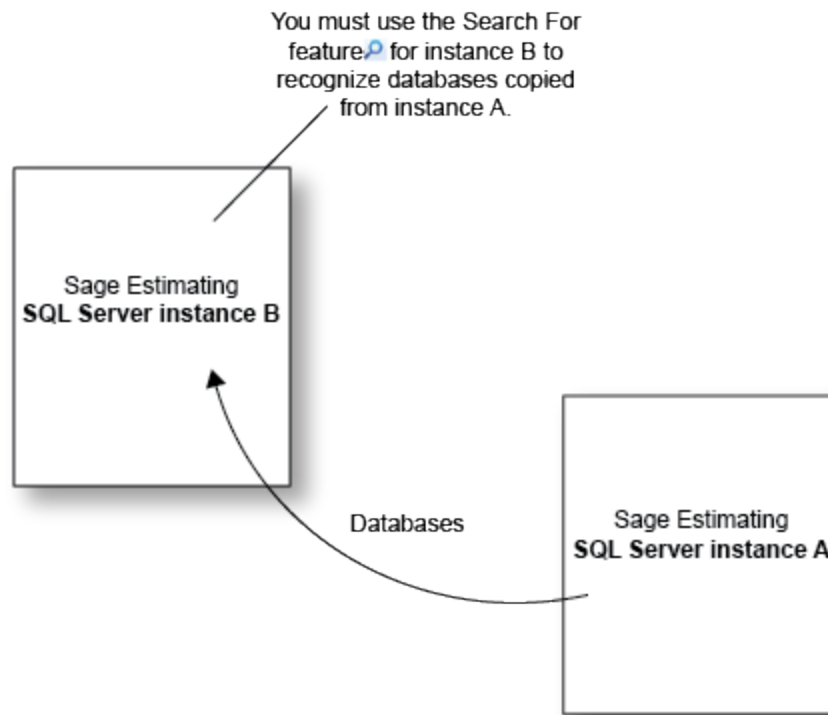 You must use the Search For
feature for instance B to
recognize databases copied
from instance A.
Sage Estimating
SQL Server instance B
Databases
Sage Estimating
SQL Server instance A